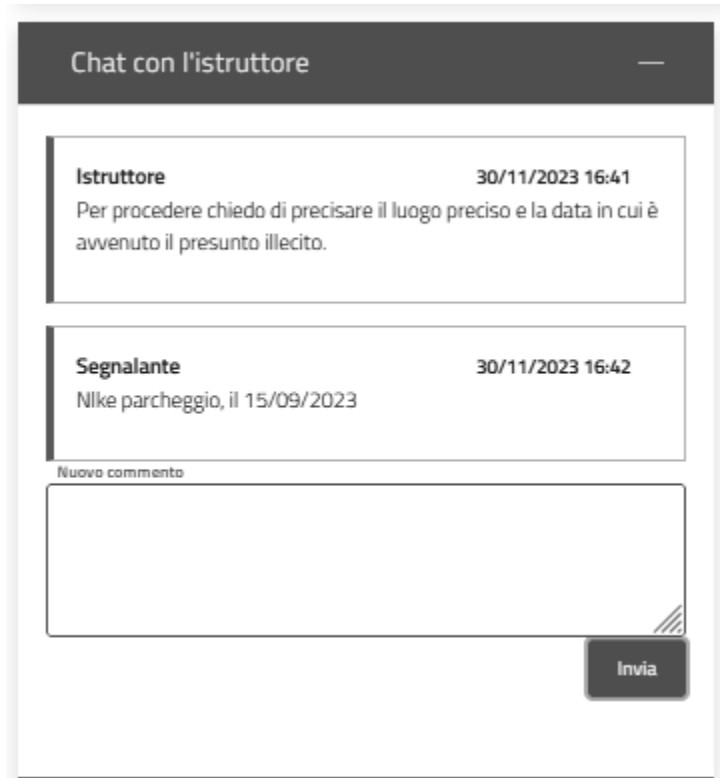 Chat con l'istruttore
Istruttore 30/11/2023 16:41
Per procedere chiedo di precisare il luogo preciso e la data in cui è
avvenuto il presunto illecito.
Segnalante 30/11/2023 16:42
NIke parcheggio, il 15/09/2023
Nuovo commento
Invia